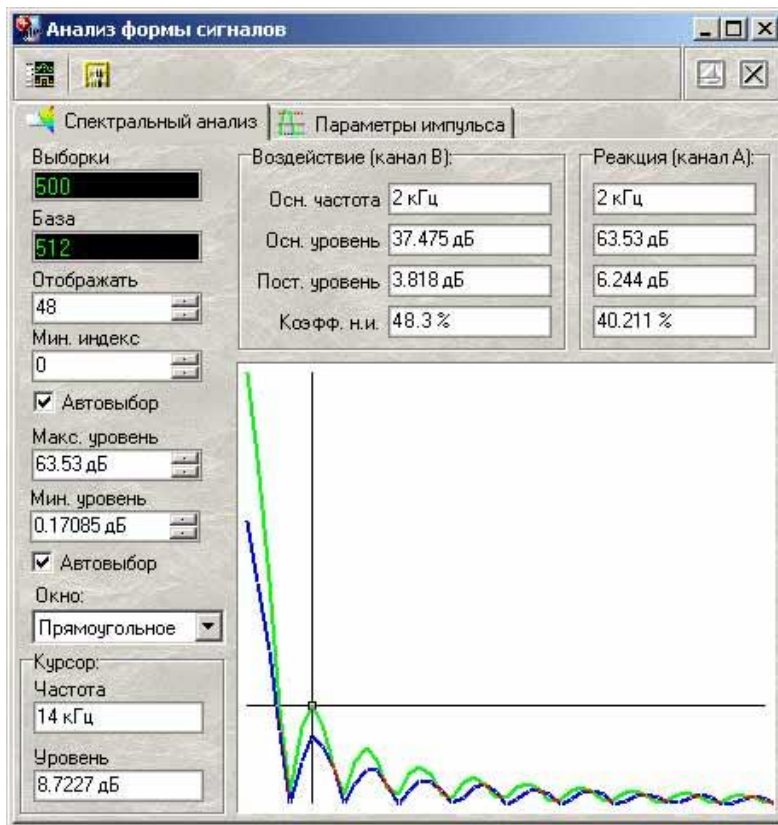 Анализ формы сигналов
Спектральный анализ
Параметры импульса
Выборки
500
База
512
Отображать
48
Мин. индекс
0
Автовыбор
Макс. уровень
63.53 дБ
Мин. уровень
0.17085 дБ
Автовыбор
Окно:
Прямоугольное
Курсор:
Частота
14 кГц
Уровень
8.7227 дБ
Воздействие (канал B):
Осн. частота 2 кГц
Осн. уровень 37.475 дБ
Пост. уровень 3.818 дБ
Коэфф. н.и. 48.3 %
Реакция (канал A):
2 кГц
63.53 дБ
6.244 дБ
40.211 %